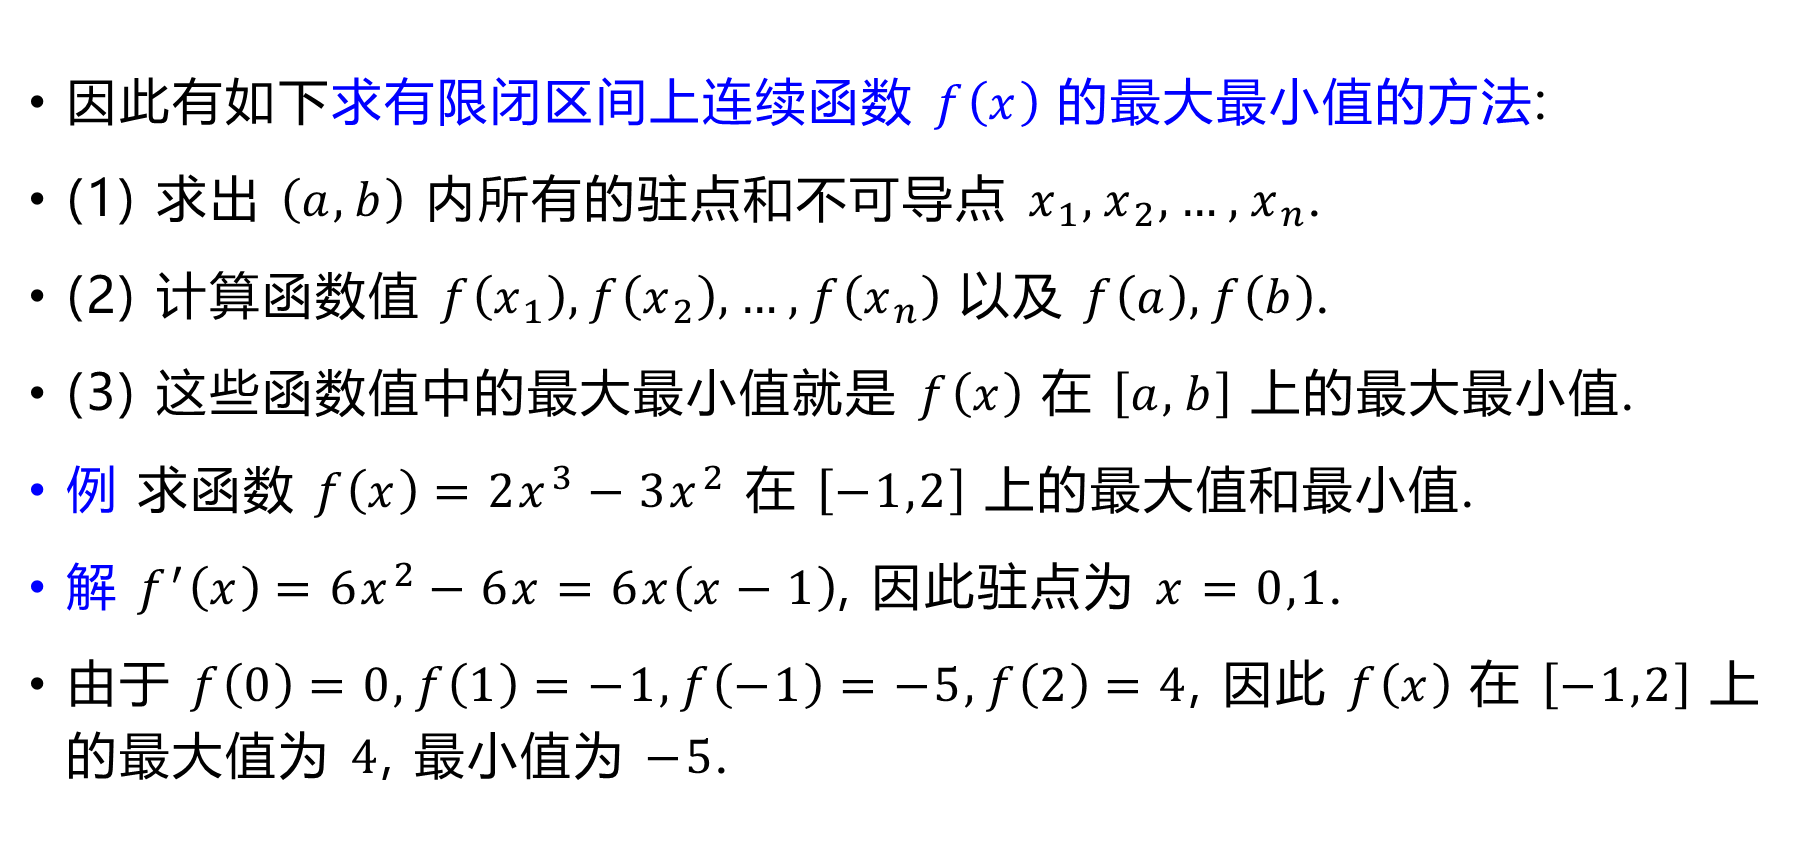 • 因此有如下求有限闭区间上连续函数 f(x) 的最大最小值的方法:
• (1) 求出 (a, b) 内所有的驻点和不可导点 x₁, x₂, … , xₙ.
• (2) 计算函数值 f(x₁), f(x₂), … , f(xₙ) 以及 f(a), f(b).
• (3) 这些函数值中的最大最小值就是 f(x) 在 [a, b] 上的最大最小值.
• 例 求函数 f(x) = 2x³ − 3x² 在 [−1,2] 上的最大值和最小值.
• 解 f′(x) = 6x² − 6x = 6x(x − 1), 因此驻点为 x = 0,1.
• 由于 f(0) = 0, f(1) = −1, f(−1) = −5, f(2) = 4, 因此 f(x) 在 [−1,2] 上
的最大值为 4, 最小值为 −5.